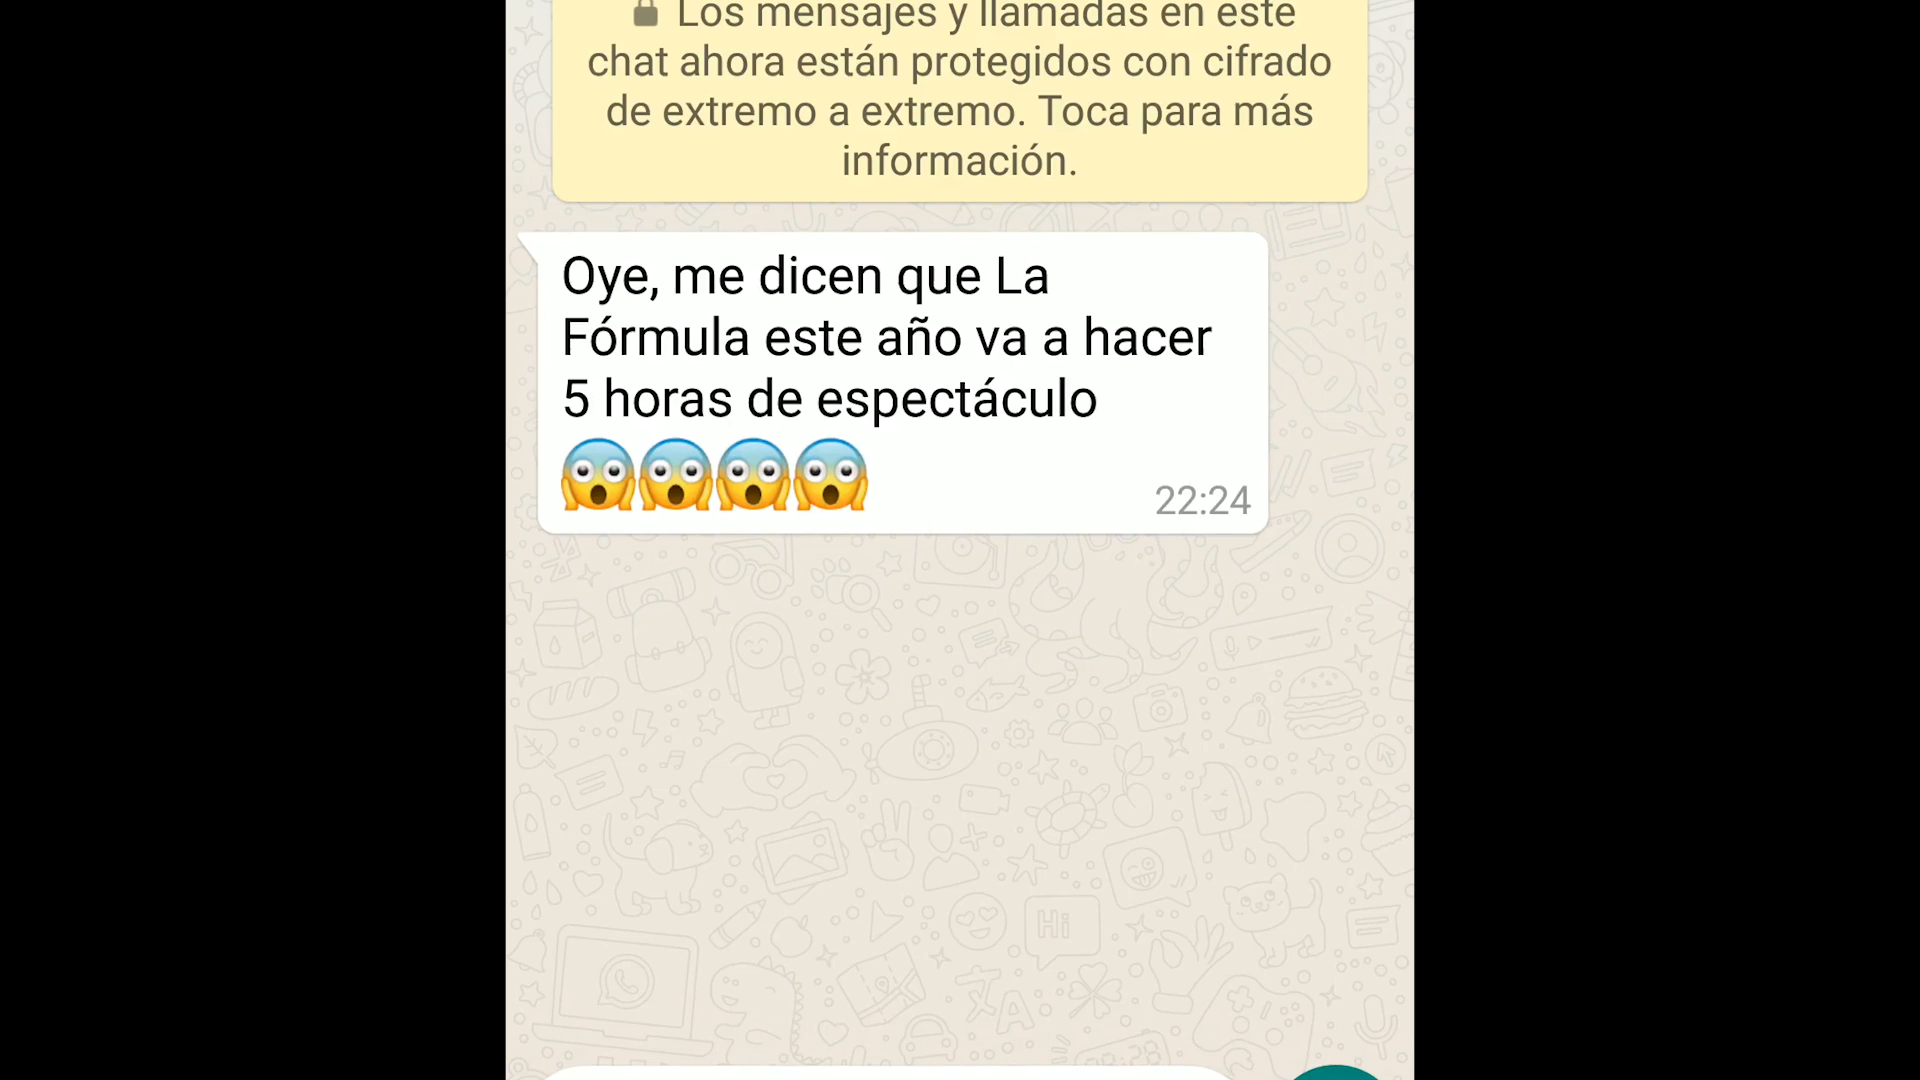 Los mensajes y llamadas en este
chat ahora están protegidos con cifrado
de extremo a extremo. Toca para más
información.
Oye, me dicen que La
Fórmula este año va a hacer
5 horas de espectáculo
😱😱😱😱
22:24
Hi